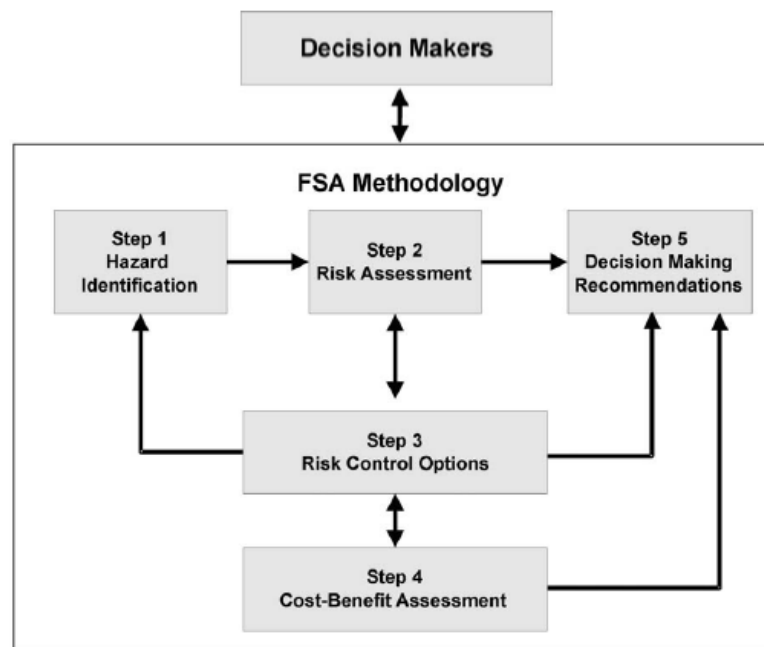 Decision Makers
FSA Methodology
Step 1
Hazard
Identification
Step 2
Risk Assessment
Step 5
Decision Making
Recommendations
Step 3
Risk Control Options
Step 4
Cost-Benefit Assessment